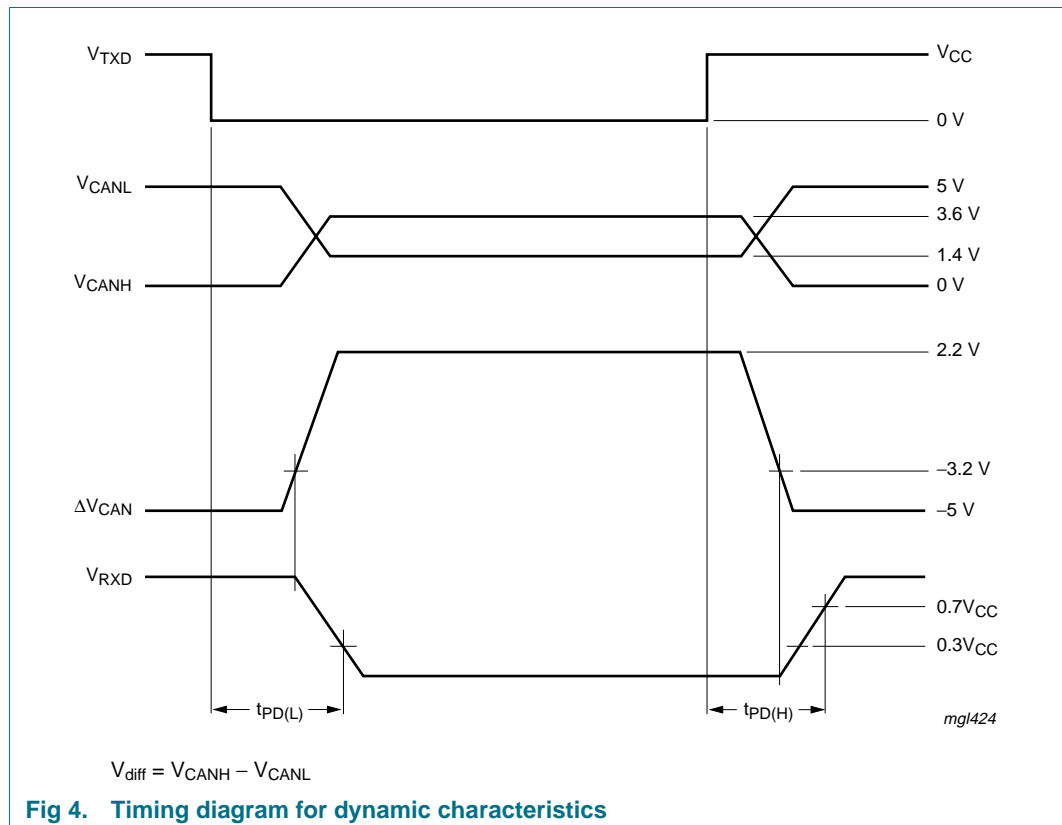 VTXD
VCC
0 V
VCANL
5 V
3.6 V
1.4 V
VCANH
0 V
2.2 V
−3.2 V
ΔVCAN
−5 V
VRXD
0.7VCC
0.3VCC
tPD(L)
tPD(H)
mgl424
Vdiff = VCANH − VCANL
Fig 4. Timing diagram for dynamic characteristics